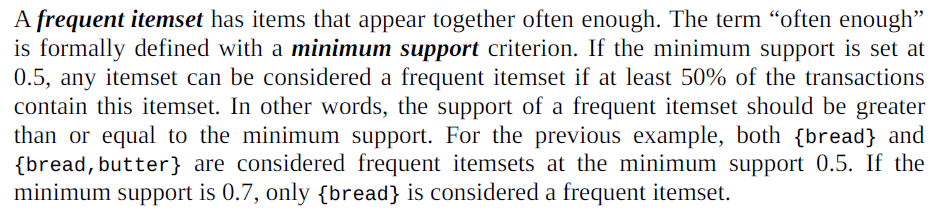 A frequent itemset has items that appear together often enough. The term “often enough”
is formally defined with a minimum support criterion. If the minimum support is set at
0.5, any itemset can be considered a frequent itemset if at least 50% of the transactions
contain this itemset. In other words, the support of a frequent itemset should be greater
than or equal to the minimum support. For the previous example, both {bread} and
{bread,butter} are considered frequent itemsets at the minimum support 0.5. If the
minimum support is 0.7, only {bread} is considered a frequent itemset.